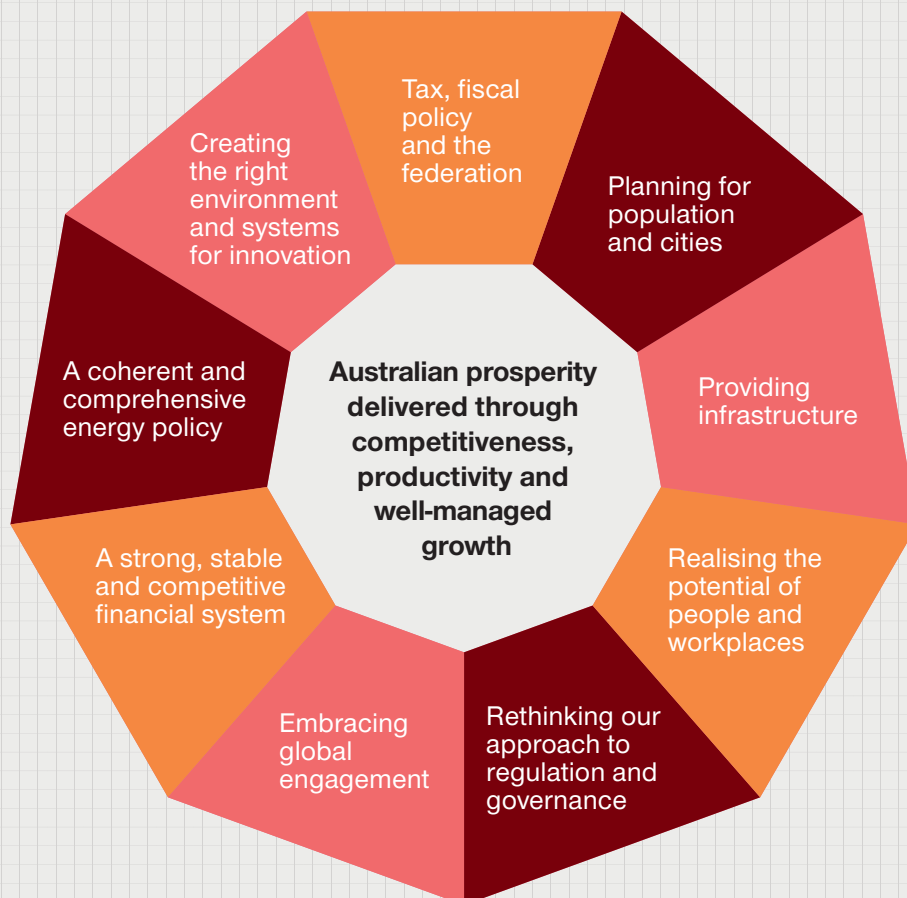 Tax, fiscal
policy
and the
federation
Planning for
population
and cities
Providing
infrastructure
Realising the
potential of
people and
workplaces
Rethinking our
approach to
regulation and
governance
Embracing
global
engagement
A strong, stable
and competitive
financial system
A coherent and
comprehensive
energy policy
Creating
the right
environment
and systems
for innovation
Australian prosperity
delivered through
competitiveness,
productivity and
well-managed
growth